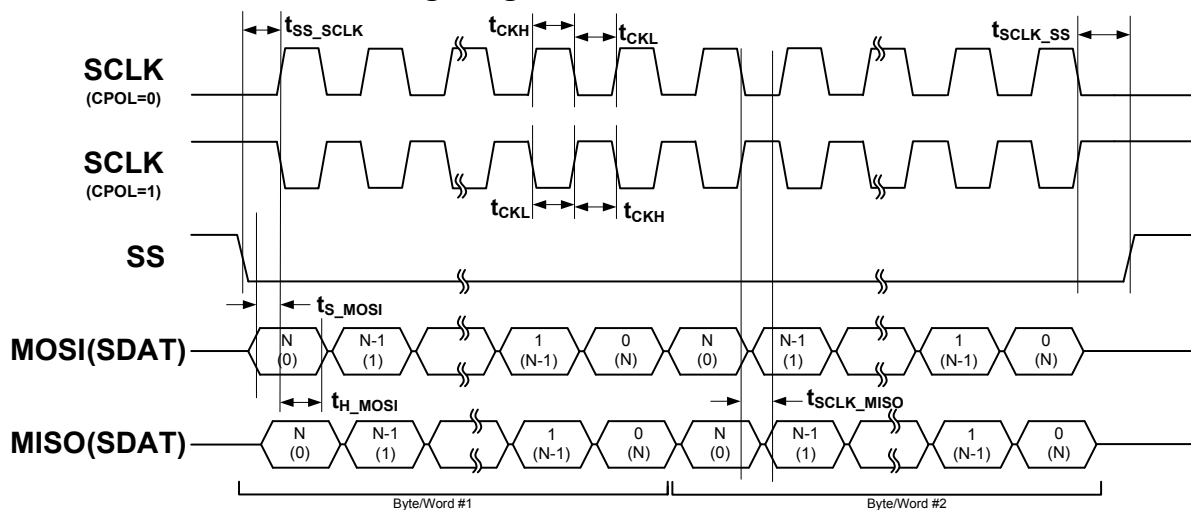 tSS_SCLK
tCKH
tCKL
tSCLK_SS
SCLK
(CPOL=0)
SCLK
(CPOL=1)
tCKL
tCKH
SS
tS_MOSI
MOSI(SDAT)
N N-1 1 0 N N-1 1 0
(0) (1) (N-1) (N) (0) (1) (N-1) (N)
tH_MOSI
tSCLK_MISO
MISO(SDAT)
N N-1 1 0 N N-1 1 0
(0) (1) (N-1) (N) (0) (1) (N-1) (N)
Byte/Word #1 Byte/Word #2